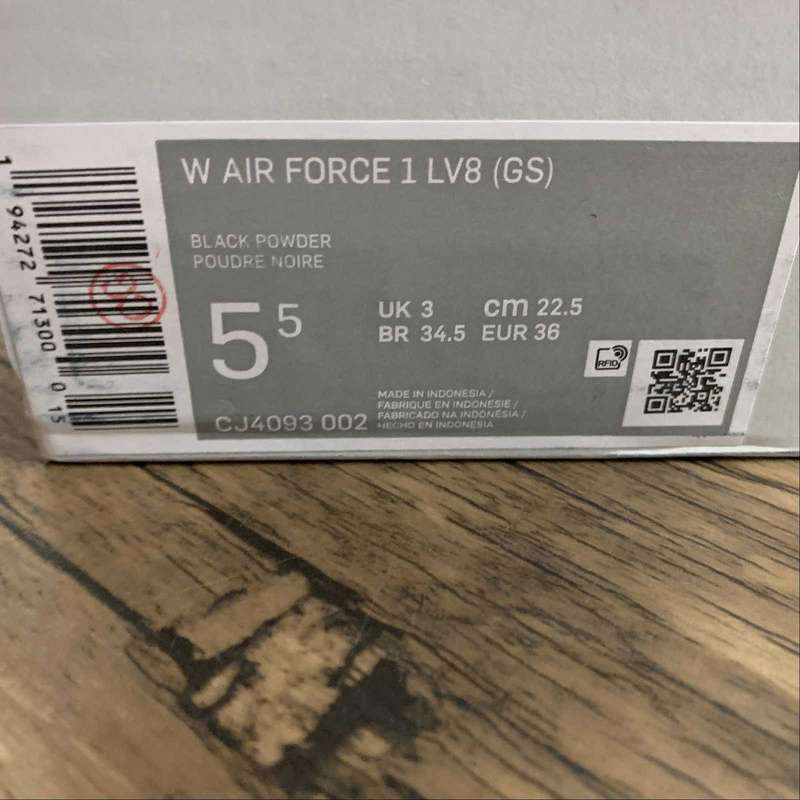 W AIR FORCE 1 LV8 (GS)
BLACK POWDER
POUDRE NOIRE
5 5
UK 3 cm 22.5
BR 34.5 EUR 36
RFID
CJ4093 002
MADE IN INDONESIA /
FABRIQUE EN INDONESIE /
FABRICADO NA INDONÉSIA /
HECHO EN INDONESIA
1 94272 71300 0 15